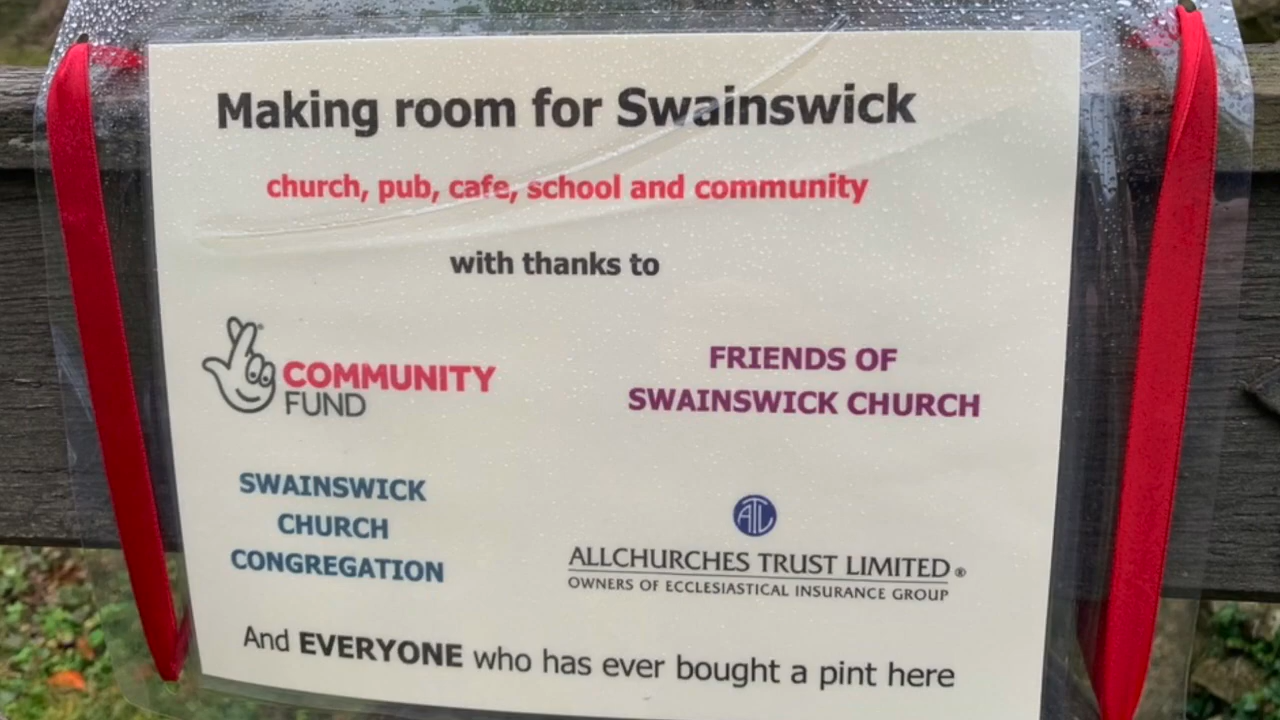 Making room for Swainswick
church, pub, cafe, school and community
with thanks to
COMMUNITY
FUND
FRIENDS OF
SWAINSWICK CHURCH
SWAINSWICK
CHURCH
CONGREGATION
ATL
ALLCHURCHES TRUST LIMITED®
OWNERS OF ECCLESIASTICAL INSURANCE GROUP
And EVERYONE who has ever bought a pint here